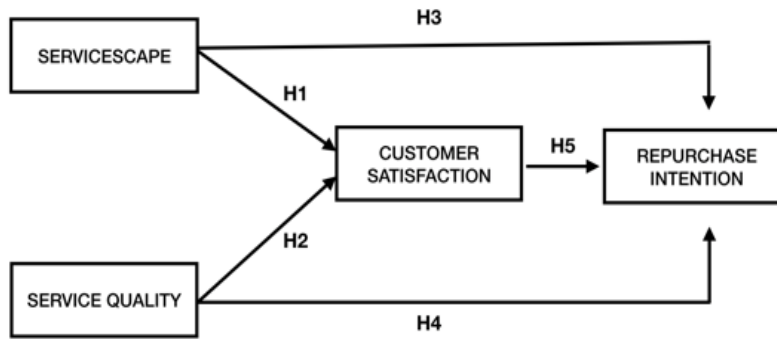 H3
SERVICESCAPE
H1
CUSTOMER
SATISFACTION
H5
REPURCHASE
INTENTION
H2
SERVICE QUALITY
H4